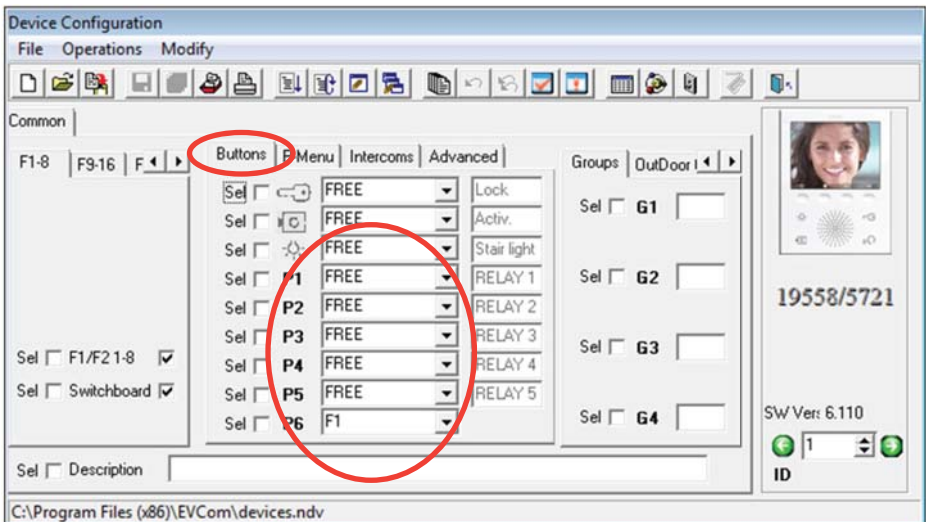 Device Configuration
File Operations Modify
Common
F1-8 F9-16 F
Buttons F Menu Intercoms Advanced
Groups OutDoor
Sel FREE Lock
Sel FREE Activ.
Sel FREE Stair light
Sel P1 FREE RELAY 1
Sel P2 FREE RELAY 2
Sel P3 FREE RELAY 3
Sel P4 FREE RELAY 4
Sel P5 FREE RELAY 5
Sel P6 F1
Sel F1/F2 1-8
Sel Switchboard
Sel G1
Sel G2
Sel G3
Sel G4
19558/5721
SW Ver: 6.110
1
ID
Sel Description
C:\Program Files (x86)\EVCom\devices.ndv